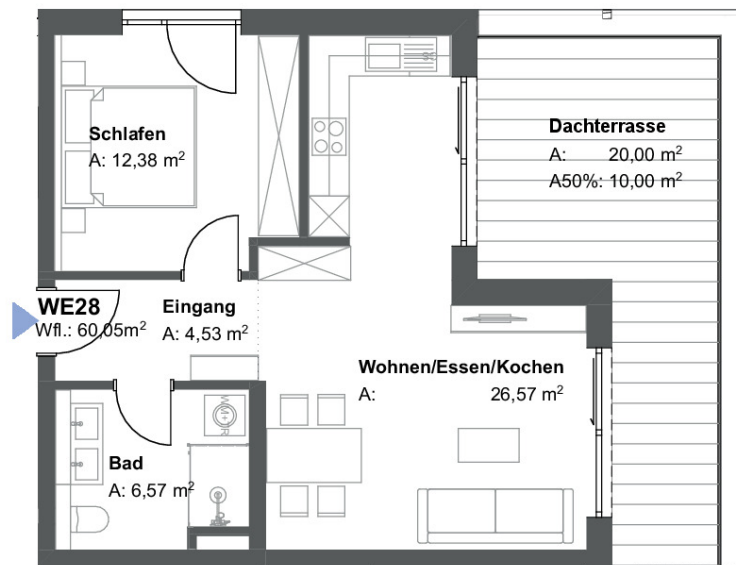 Schlafen
A: 12,38 m²
Dachterrasse
A: 20,00 m²
A50%: 10,00 m²
WE28
Wfl.: 60,05m²
Eingang
A: 4,53 m²
Wohnen/Essen/Kochen
A: 26,57 m²
Bad
A: 6,57 m²